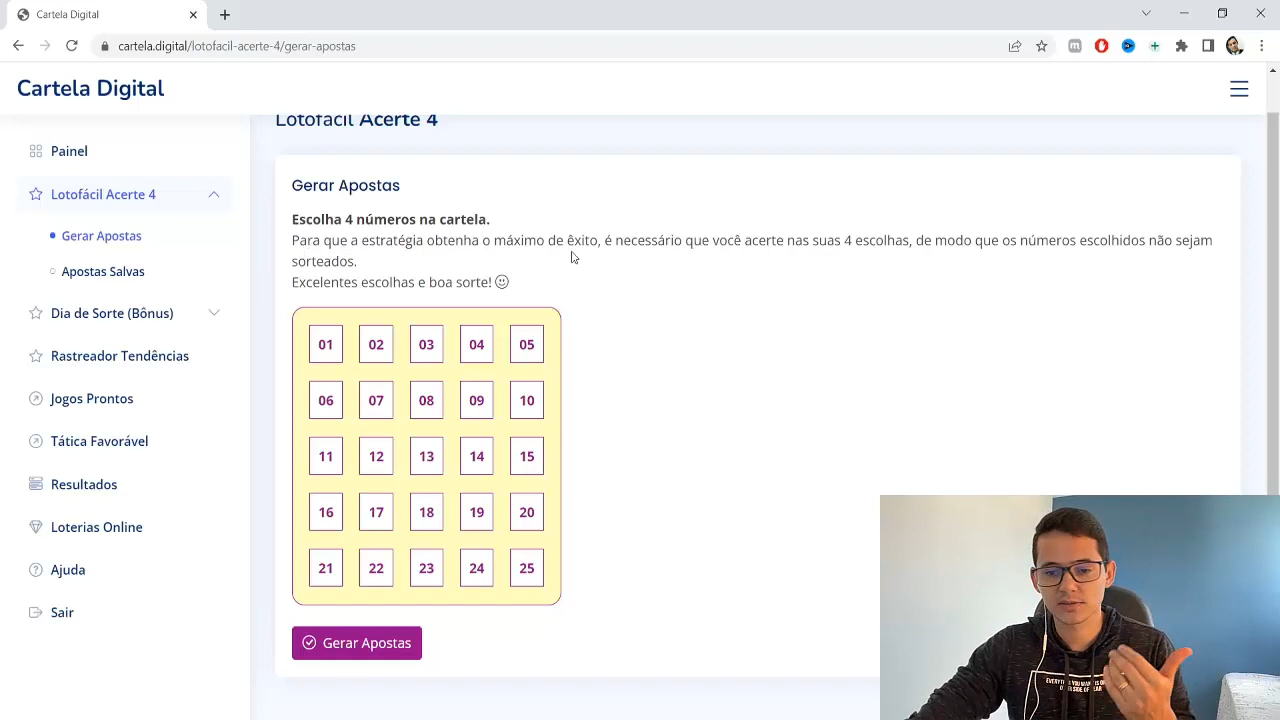 Cartela Digital
cartela.digital/lotofacil-acerte-4/gerar-apostas
Cartela Digital
Lotofácil Acerte 4
Painel
Lotofácil Acerte 4
Gerar Apostas
Apostas Salvas
Dia de Sorte (Bônus)
Rastreador Tendências
Jogos Prontos
Tática Favorável
Resultados
Loterias Online
Ajuda
Sair
Gerar Apostas
Escolha 4 números na cartela.
Para que a estratégia obtenha o máximo de êxito, é necessário que você acerte nas suas 4 escolhas, de modo que os números escolhidos não sejam
sorteados.
Excelentes escolhas e boa sorte!
01 02 03 04 05
06 07 08 09 10
11 12 13 14 15
16 17 18 19 20
21 22 23 24 25
Gerar Apostas